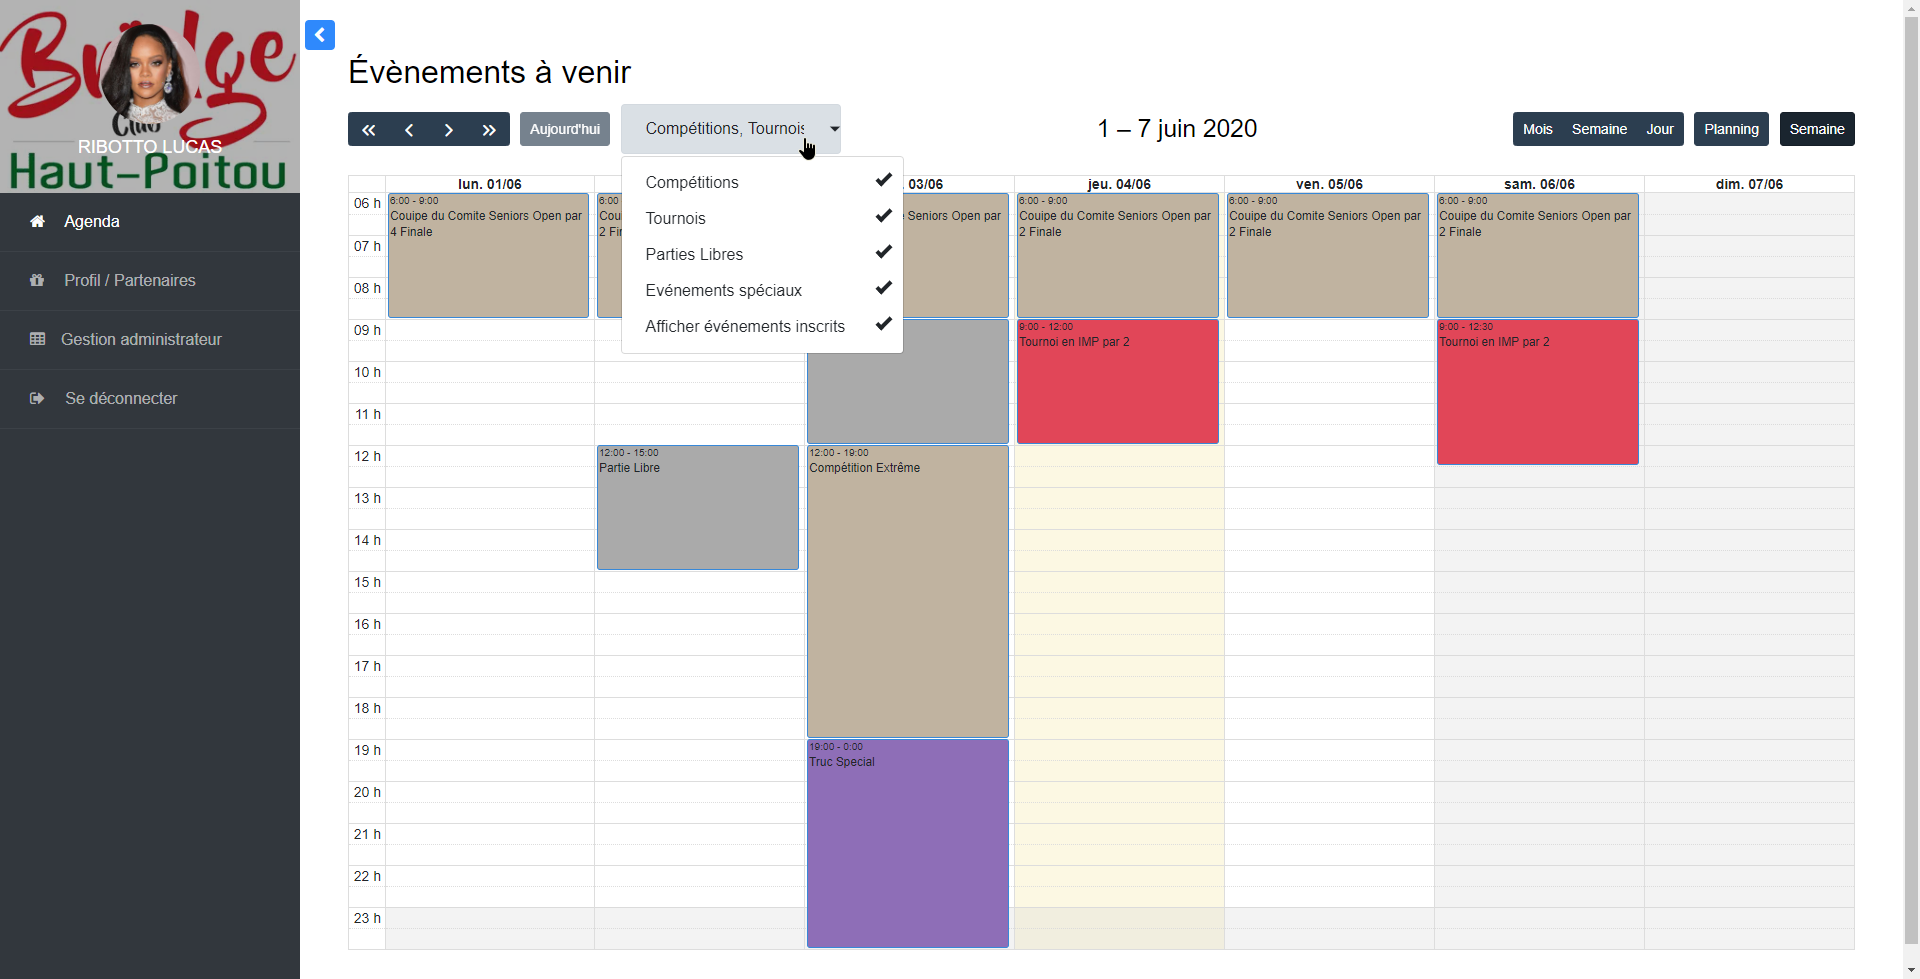 Bridge
Club
RIBOTTO LUCAS
Haut-Poitou
Agenda
Profil / Partenaires
Gestion administrateur
Se déconnecter
Évènements à venir
Aujourd'hui
Compétitions, Tournois
1 – 7 juin 2020
Mois
Semaine
Jour
Planning
Semaine
Compétitions
Tournois
Parties Libres
Evénements spéciaux
Afficher événements inscrits
lun. 01/06
03/06
jeu. 04/06
ven. 05/06
sam. 06/06
dim. 07/06
06 h
07 h
08 h
09 h
10 h
11 h
12 h
13 h
14 h
15 h
16 h
17 h
18 h
19 h
20 h
21 h
22 h
23 h
6:00 - 9:00
Couipe du Comite Seniors Open par
4 Finale
6:00
Cou
2 Fi
Seniors Open par
6:00 - 9:00
Couipe du Comite Seniors Open par
2 Finale
6:00 - 9:00
Couipe du Comite Seniors Open par
2 Finale
6:00 - 9:00
Couipe du Comite Seniors Open par
2 Finale
9:00 - 12:00
Tournoi en IMP par 2
9:00 - 12:30
Tournoi en IMP par 2
12:00 - 15:00
Partie Libre
12:00 - 19:00
Compétition Extrême
19:00 - 0:00
Truc Special